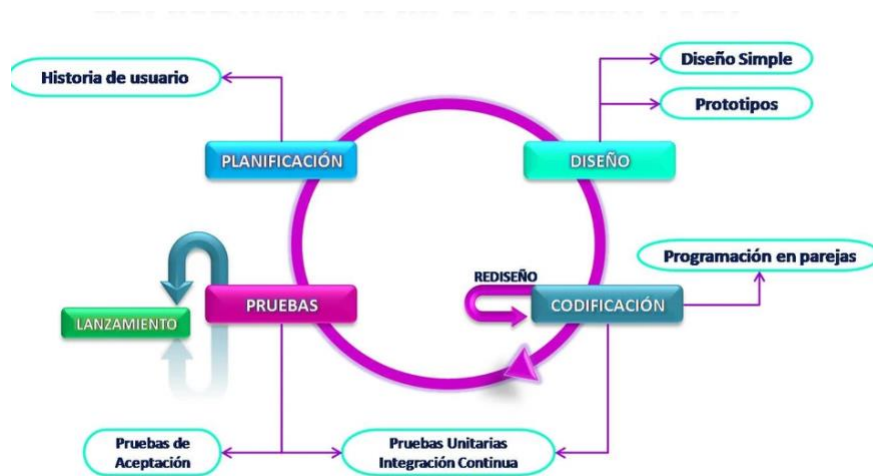 Historia de usuario
Diseño Simple
Prototipos
PLANIFICACIÓN
DISEÑO
Programación en parejas
REDISEÑO
LANZAMIENTO
PRUEBAS
CODIFICACIÓN
Pruebas de
Aceptación
Pruebas Unitarias
Integración Continua